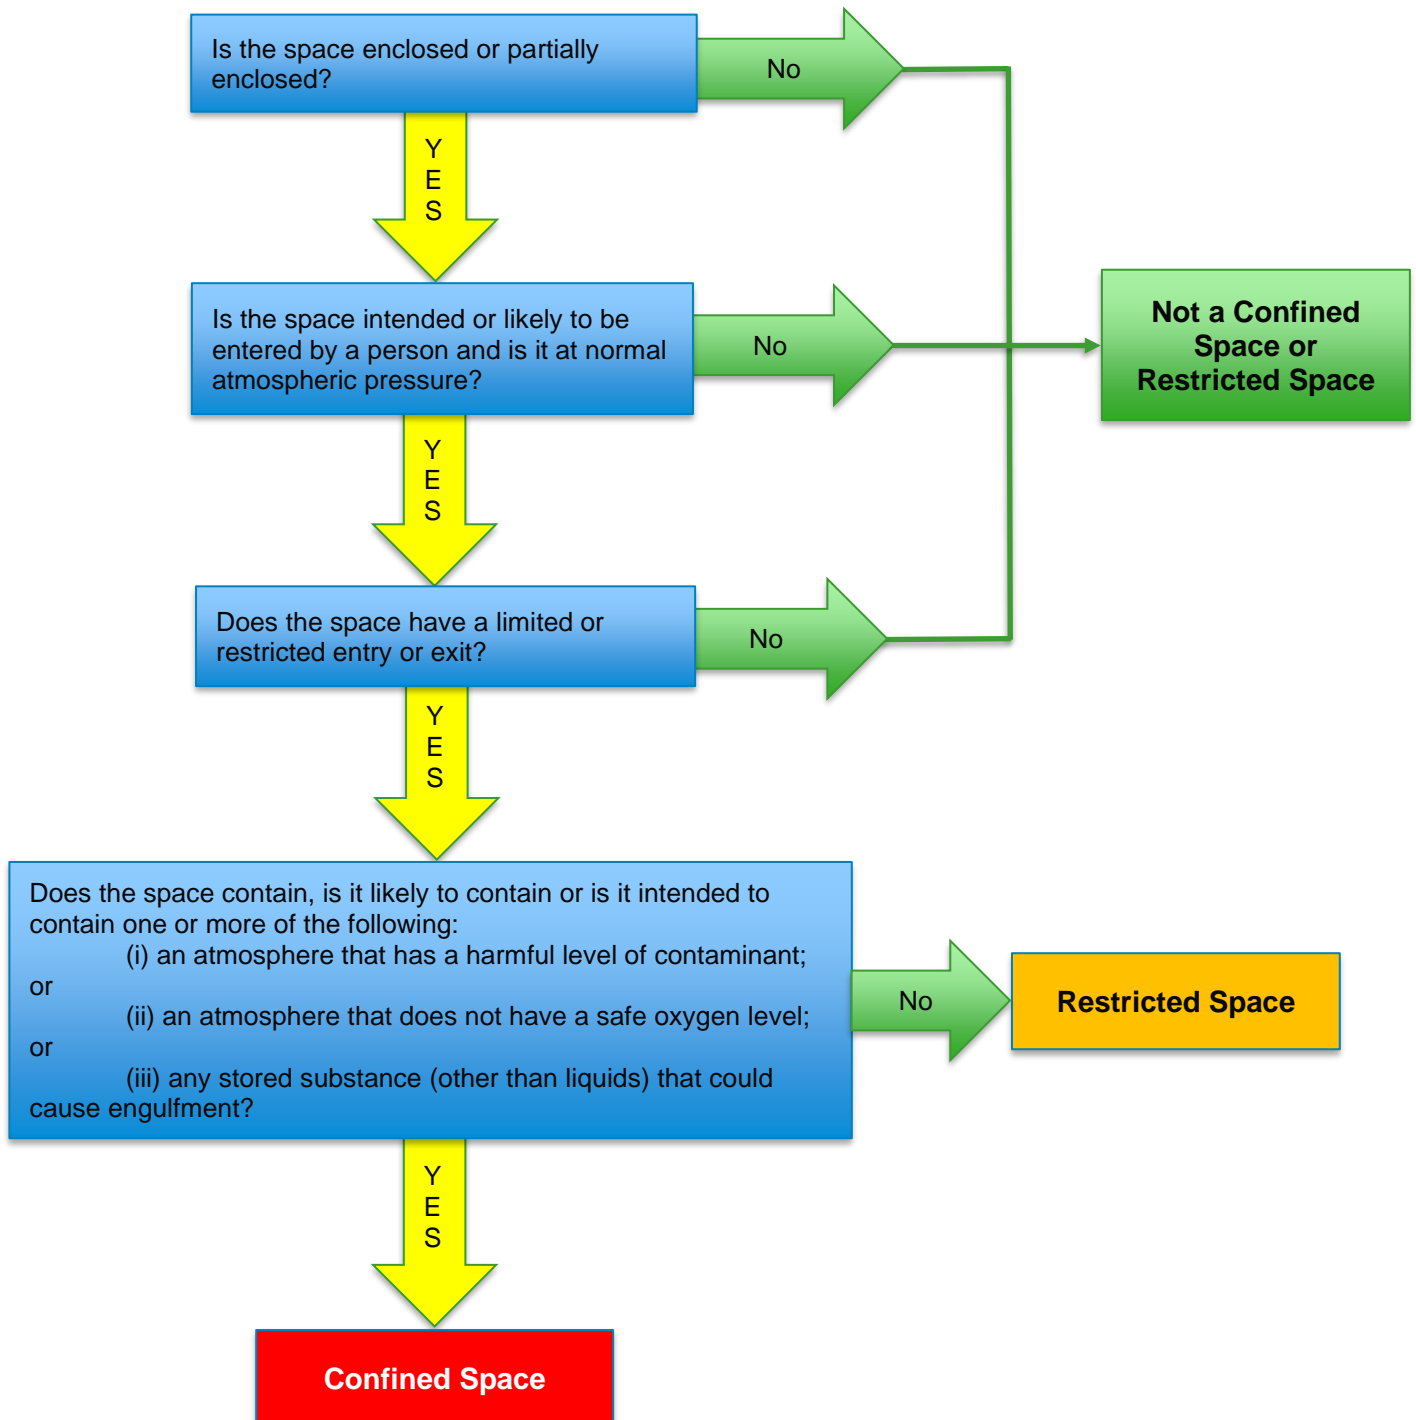 Is the space enclosed or partially
enclosed?
No
Y
E
S
Is the space intended or likely to be
entered by a person and is it at normal
atmospheric pressure?
No
Not a Confined
Space or
Restricted Space
Y
E
S
Does the space have a limited or
restricted entry or exit?
No
Y
E
S
Does the space contain, is it likely to contain or is it intended to
contain one or more of the following:
(i) an atmosphere that has a harmful level of contaminant;
or
(ii) an atmosphere that does not have a safe oxygen level;
or
(iii) any stored substance (other than liquids) that could
cause engulfment?
No
Restricted Space
Y
E
S
Confined Space